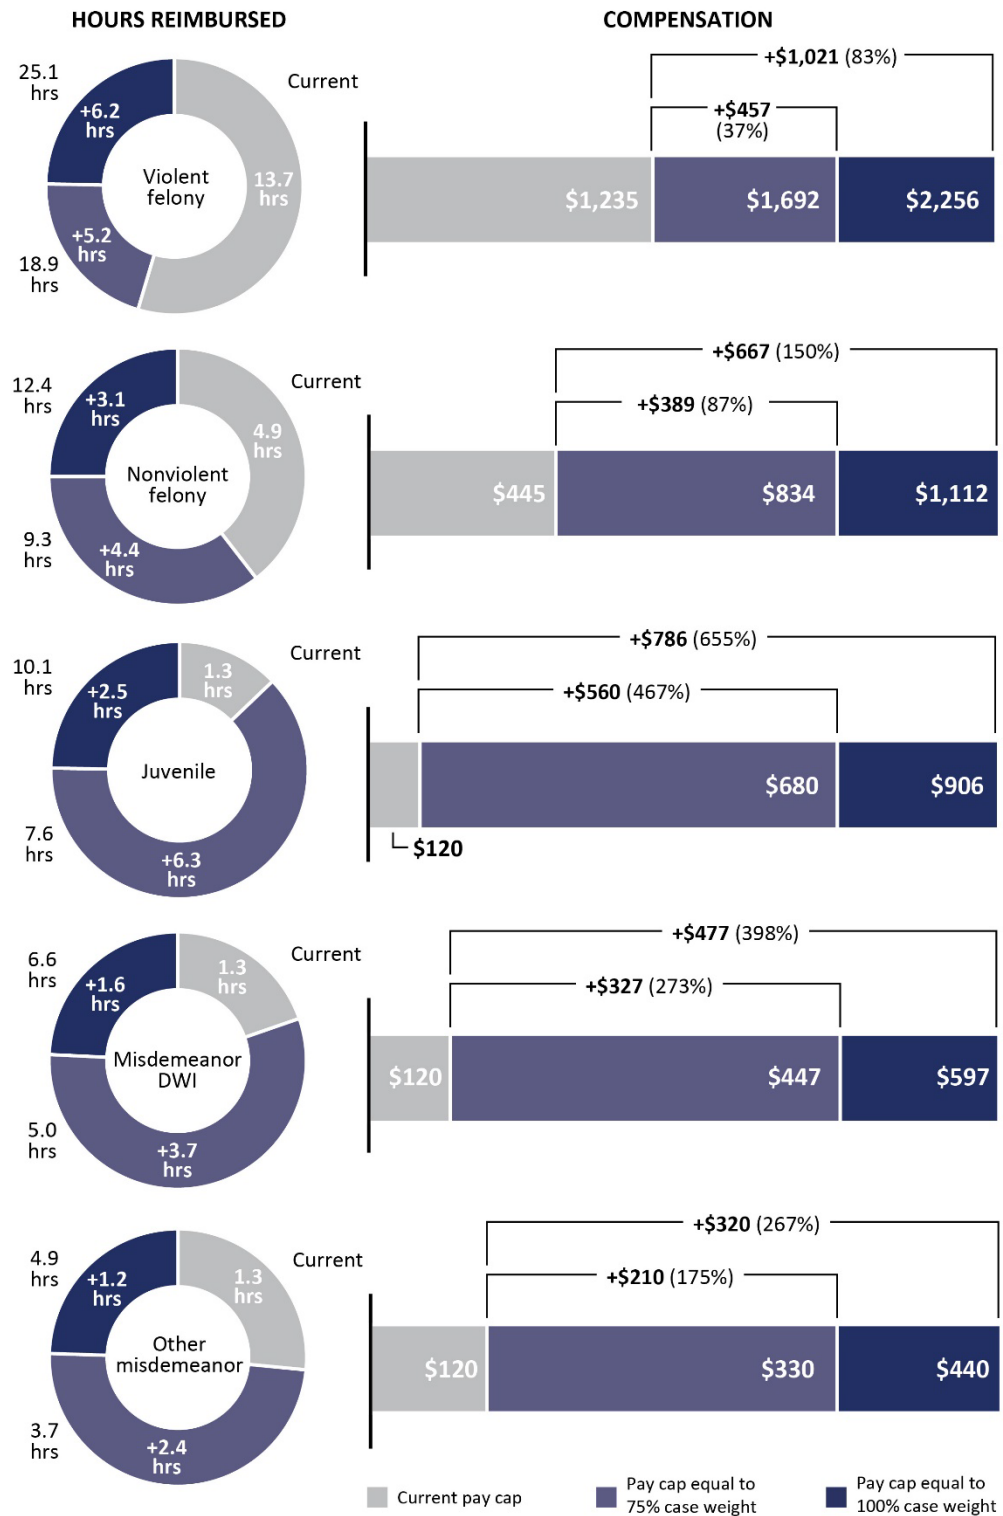 HOURS REIMBURSED
COMPENSATION
25.1
hrs
+6.2
hrs
Current
Violent
felony
13.7
hrs
+5.2
hrs
18.9
hrs
+$1,021 (83%)
+$457
(37%)
$1,235
$1,692
$2,256
12.4
hrs
+3.1
hrs
Current
4.9
hrs
Nonviolent
felony
9.3
hrs
+4.4
hrs
+$667 (150%)
+$389 (87%)
$445
$834
$1,112
10.1
hrs
+2.5
hrs
1.3
hrs
Current
Juvenile
7.6
hrs
+6.3
hrs
+$786 (655%)
+$560 (467%)
$680
$906
$120
6.6
hrs
+1.6
hrs
1.3
hrs
Current
Misdemeanor
DWI
5.0
hrs
+3.7
hrs
+$477 (398%)
+$327 (273%)
$120
$447
$597
4.9
hrs
+1.2
hrs
1.3
hrs
Current
Other
misdemeanor
3.7
hrs
+2.4
hrs
+$320 (267%)
+$210 (175%)
$120
$330
$440
Current pay cap
Pay cap equal to
75% case weight
Pay cap equal to
100% case weight